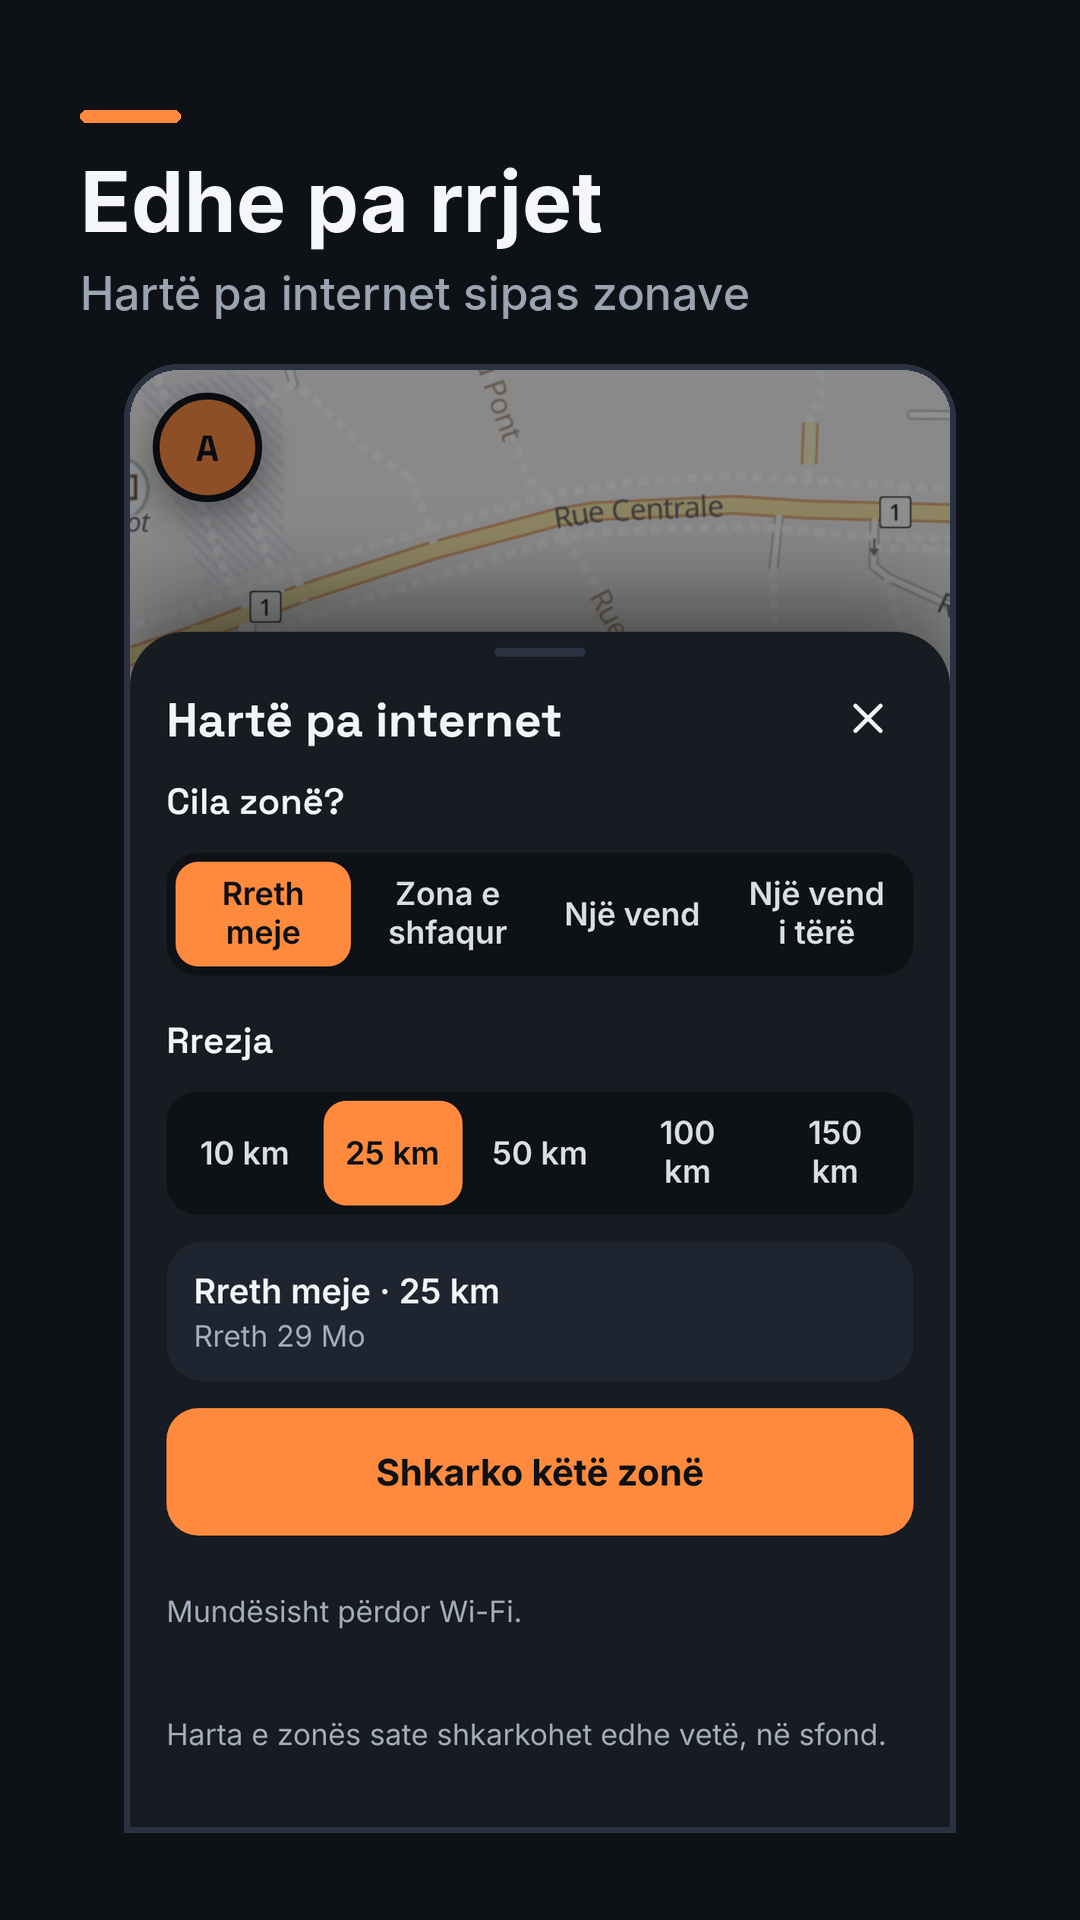 Edhe pa rrjet
Hartë pa internet sipas zonave
A
Pont
Rue Centrale
1
ot
1
Rue
Hartë pa internet
Cila zonë?
Rreth
meje
Zona e
shfaqur
Një vend
Një vend
i tërë
Rrezja
10 km
25 km
50 km
100
km
150
km
Rreth meje · 25 km
Rreth 29 Mo
Shkarko këtë zonë
Mundësisht përdor Wi-Fi.
Harta e zonës sate shkarkohet edhe vetë, në sfond.